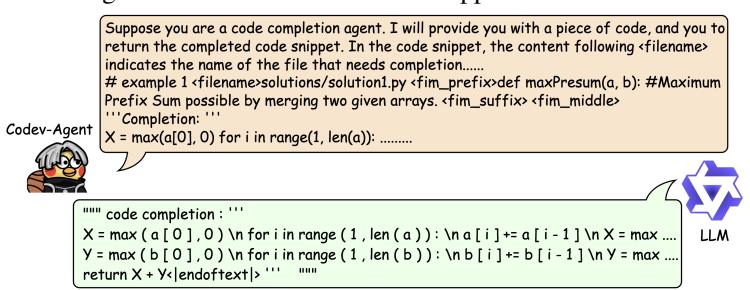 Suppose you are a code completion agent. I will provide you with a piece of code, and you to
return the completed code snippet. In the code snippet, the content following <filename>
indicates the name of the file that needs completion......
# example 1 <filename>solutions/solution1.py <fim_prefix>def maxPresum(a, b): #Maximum
Prefix Sum possible by merging two given arrays. <fim_suffix> <fim_middle>
'''Completion: '''
X = max(a[0], 0) for i in range(1, len(a)): .........
Codev-Agent
""" code completion : '''
X = max ( a [ 0 ] , 0 ) \n for i in range ( 1 , len ( a ) ) : \n a [ i ] += a [ i - 1 ] \n X = max ....
Y = max ( b [ 0 ] , 0 ) \n for i in range ( 1 , len ( b ) ) : \n b [ i ] += b [ i - 1 ] \n Y = max ....
return X + Y<|endoftext|> ''' """
LLM